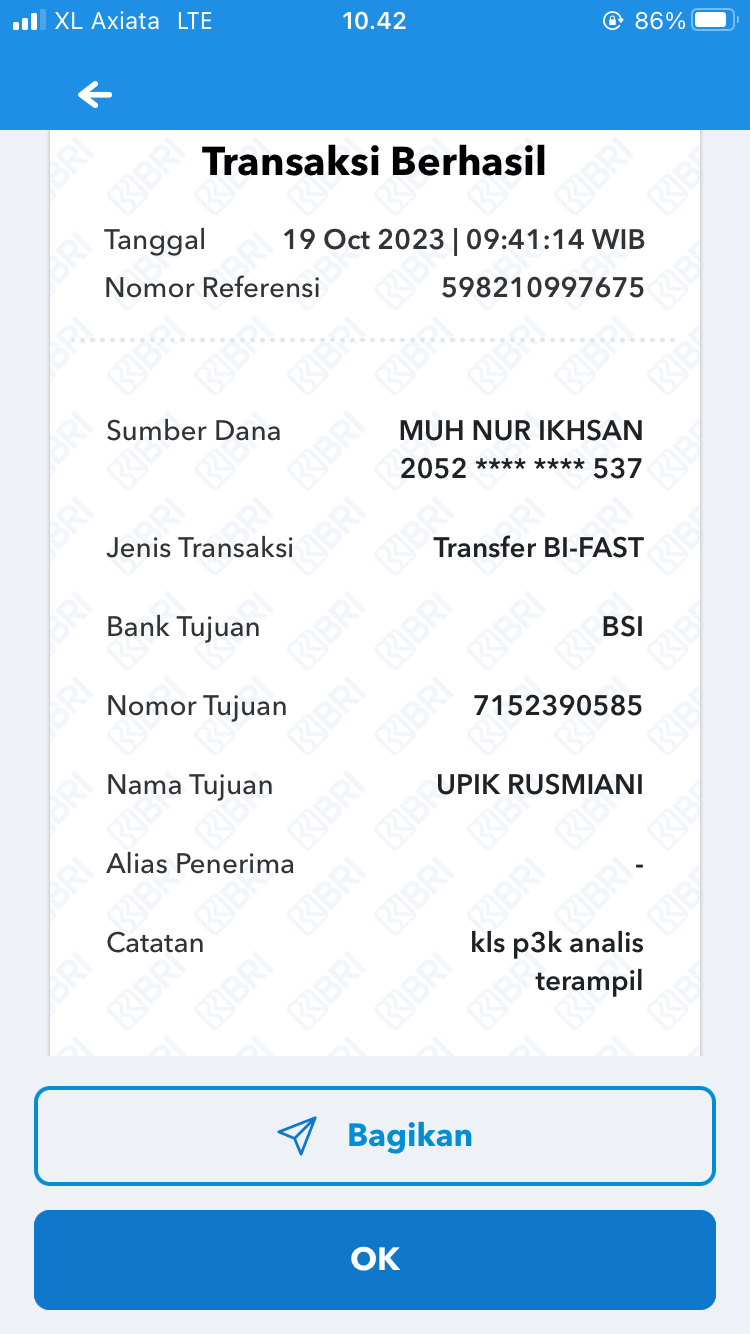 XL Axiata LTE 10.42 86%
Transaksi Berhasil
Tanggal 19 Oct 2023 | 09:41:14 WIB
Nomor Referensi 598210997675
Sumber Dana MUH NUR IKHSAN
2052 **** **** 537
Jenis Transaksi Transfer BI-FAST
Bank Tujuan BSI
Nomor Tujuan 7152390585
Nama Tujuan UPIK RUSMIANI
Alias Penerima -
Catatan kls p3k analis
terampil
Bagikan
OK